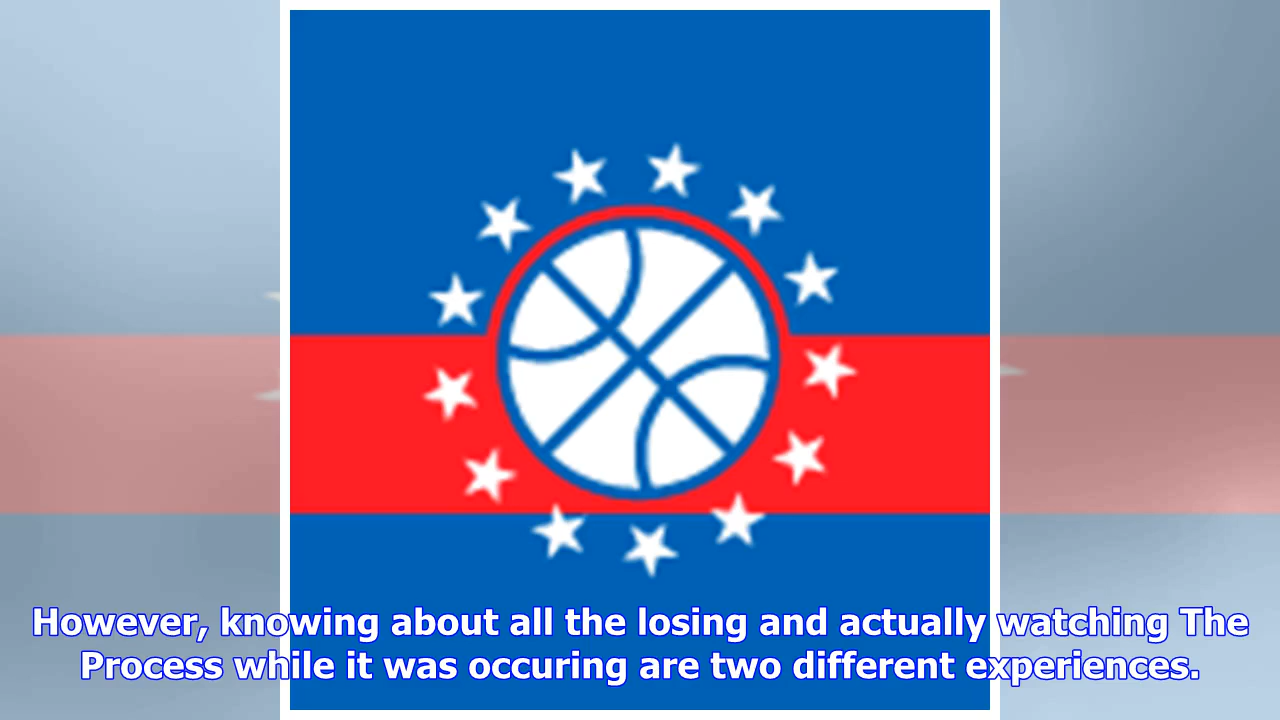 However, knowing about all the losing and actually watching The
Process while it was occuring are two different experiences.